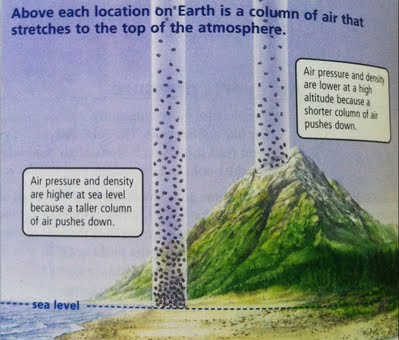 Above each location on Earth is a column of air that
stretches to the top of the atmosphere.
Air pressure and density
are lower at a high
altitude because a
shorter column of air
pushes down.
Air pressure and density
are higher at sea level
because a taller column
of air pushes down.
sea level